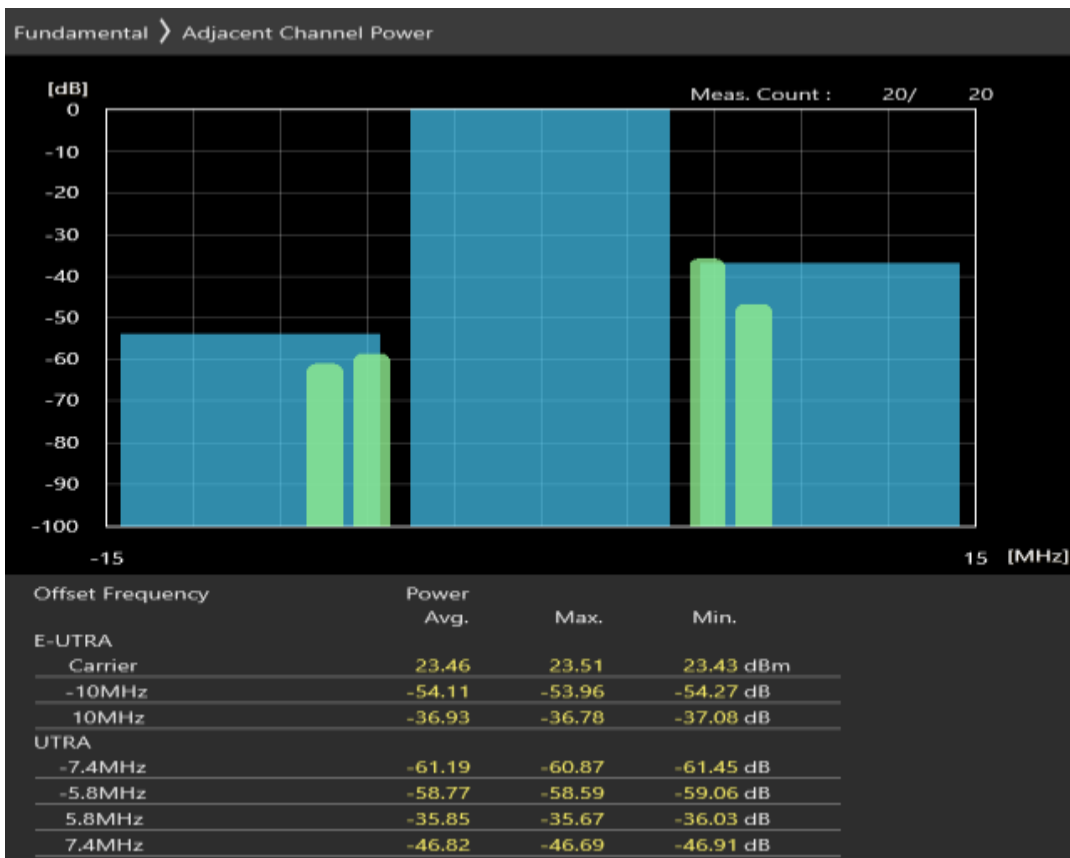 Fundamental ❯ Adjacent Channel Power
[dB]
Meas. Count : 20/ 20
0
-10
-20
-30
-40
-50
-60
-70
-80
-90
-100
-15 15 [MHz]
Offset Frequency Power
Avg. Max. Min.
E-UTRA
Carrier 23.46 23.51 23.43 dBm
-10MHz -54.11 -53.96 -54.27 dB
10MHz -36.93 -36.78 -37.08 dB
UTRA
-7.4MHz -61.19 -60.87 -61.45 dB
-5.8MHz -58.77 -58.59 -59.06 dB
5.8MHz -35.85 -35.67 -36.03 dB
7.4MHz -46.82 -46.69 -46.91 dB